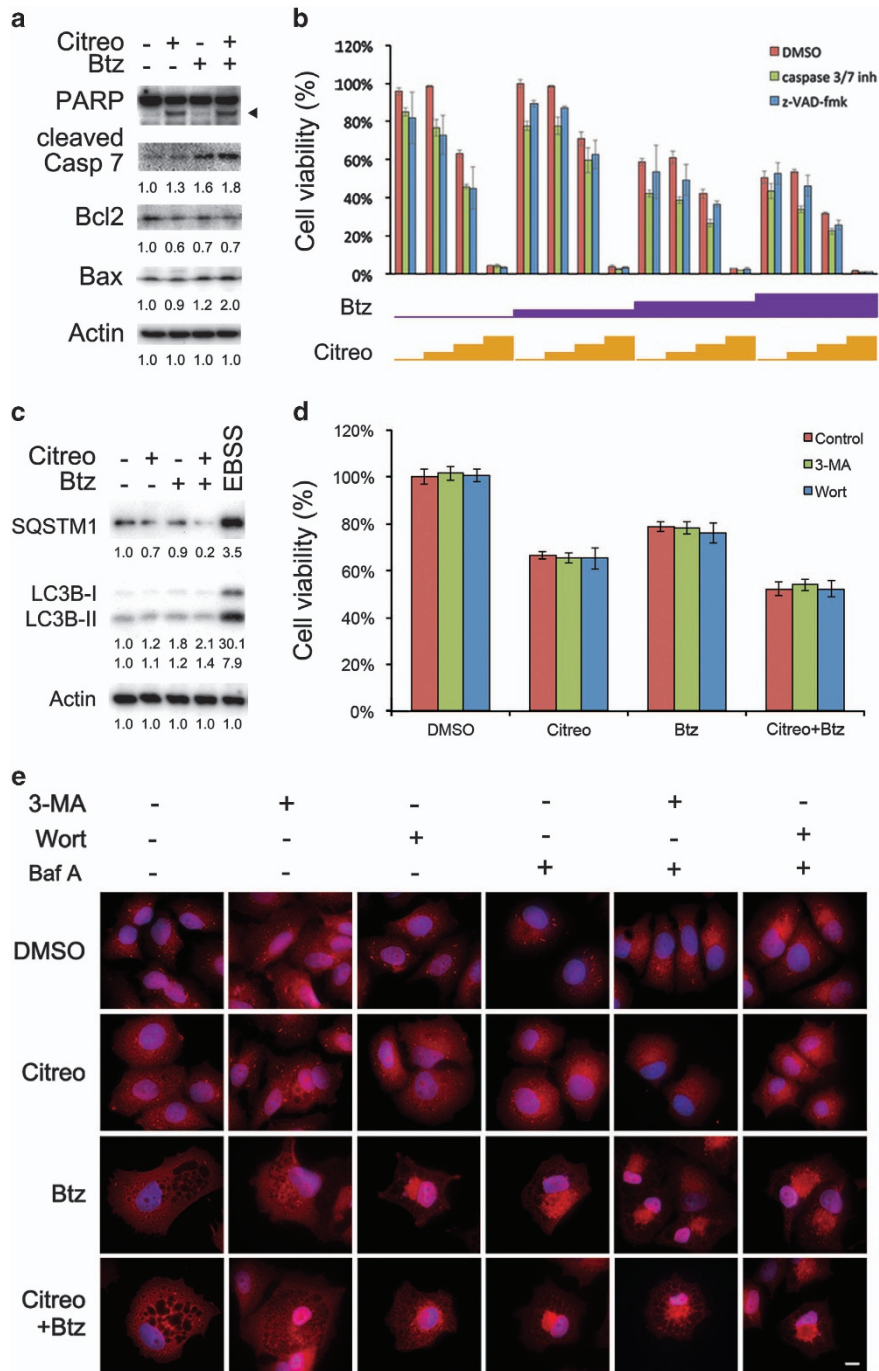 a
Citreo - + - +
Btz - - + +
PARP
cleaved
Casp 7
1.0 1.3 1.6 1.8
Bcl2
1.0 0.6 0.7 0.7
Bax
1.0 0.9 1.2 2.0
Actin
1.0 1.0 1.0 1.0
b
Cell viability (%)
120%
100%
80%
60%
40%
20%
0%
DMSO
caspase 3/7 inh
z-VAD-fmk
Btz
Citreo
c
Citreo - + - +
Btz - - + +
EBSS
SQSTM1
1.0 0.7 0.9 0.2 3.5
LC3B-I
LC3B-II
1.0 1.2 1.8 2.1 30.1
1.0 1.1 1.2 1.4 7.9
Actin
1.0 1.0 1.0 1.0 1.0
d
Cell viability (%)
120%
100%
80%
60%
40%
20%
0%
Control
3-MA
Wort
DMSO Citreo Btz Citreo+Btz
e
3-MA - + - - + -
Wort - - + - - +
Baf A - - - + + +
DMSO
Citreo
Btz
Citreo
+Btz